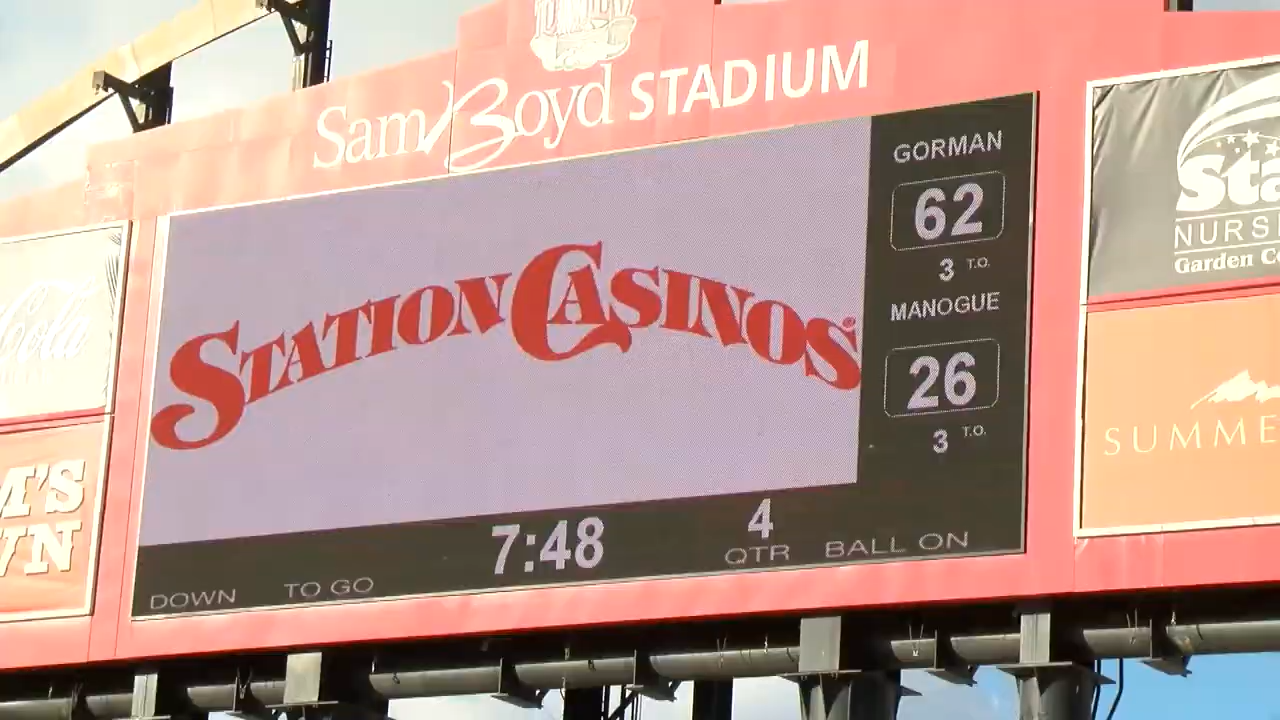 Sam Boyd STADIUM
STATION CASINOS
GORMAN
62
3 T.O.
MANOGUE
26
3 T.O.
7:48
4
QTR
BALL ON
DOWN
TO GO
Cola
NURS
Garden
SUMME